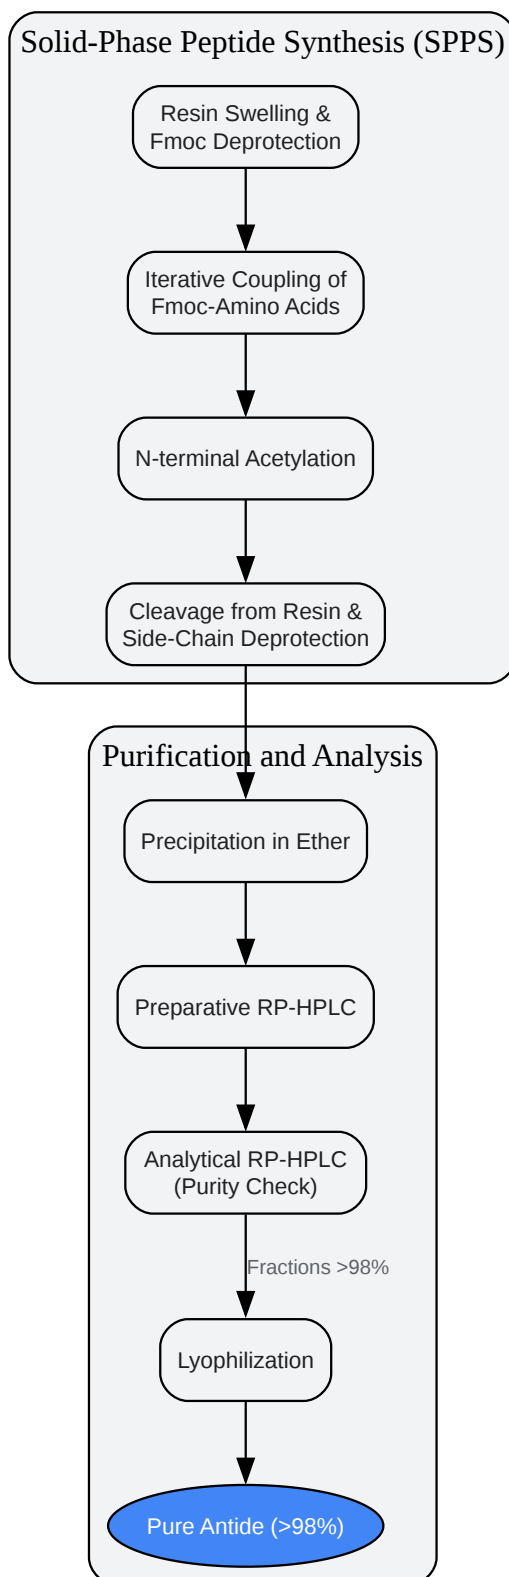 Solid-Phase Peptide Synthesis (SPPS)
Resin Swelling &
Fmoc Deprotection
Iterative Coupling of
Fmoc-Amino Acids
N-terminal Acetylation
Cleavage from Resin &
Side-Chain Deprotection
Purification and Analysis
Precipitation in Ether
Preparative RP-HPLC
Analytical RP-HPLC
(Purity Check)
Fractions >98%
Lyophilization
Pure Antide (>98%)